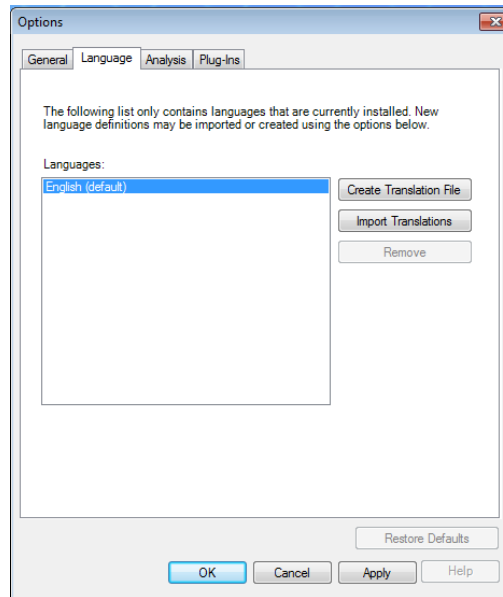 Options
General Language Analysis Plug-Ins
The following list only contains languages that are currently installed. New
language definitions may be imported or created using the options below.
Languages:
English (default)
Create Translation File
Import Translations
Remove
Restore Defaults
OK Cancel Apply Help